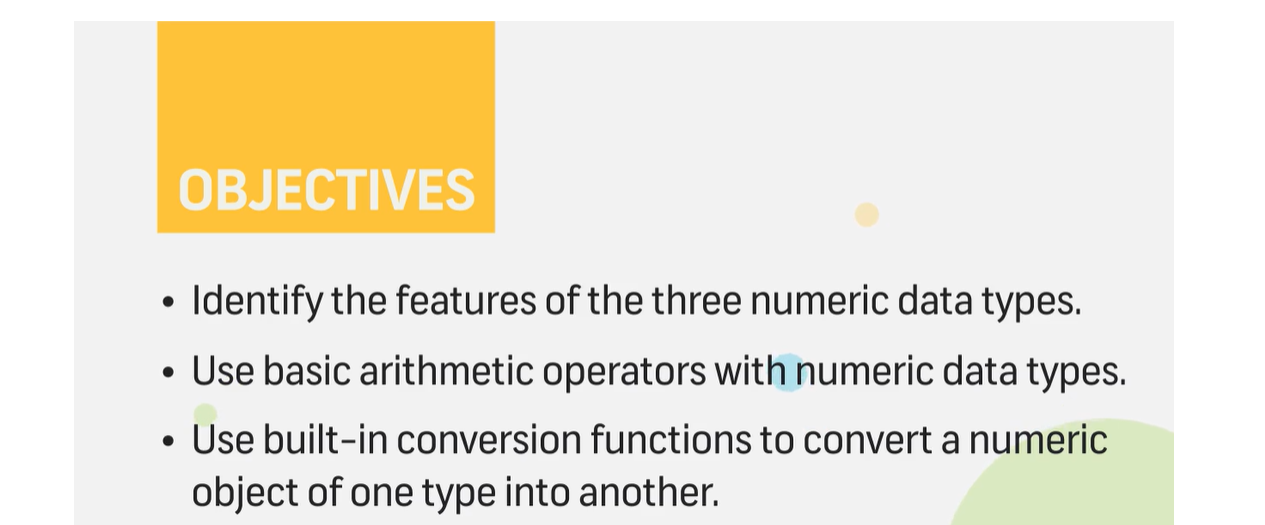 OBJECTIVES
• Identify the features of the three numeric data types.
• Use basic arithmetic operators with numeric data types.
• Use built-in conversion functions to convert a numeric
object of one type into another.